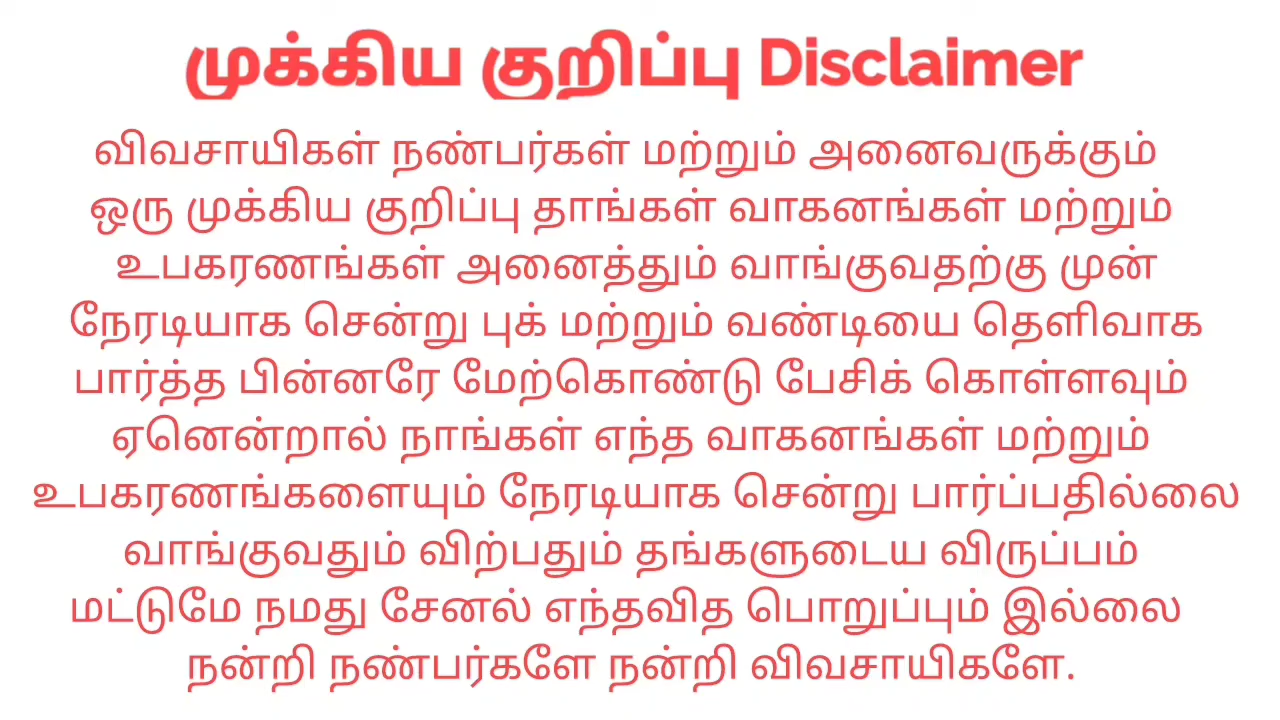 முக்கிய குறிப்பு Disclaimer
விவசாயிகள் நண்பர்கள் மற்றும் அனைவருக்கும்
ஒரு முக்கிய குறிப்பு தாங்கள் வாகனங்கள் மற்றும்
உபகரணங்கள் அனைத்தும் வாங்குவதற்கு முன்
நேரடியாக சென்று புக் மற்றும் வண்டியை தெளிவாக
பார்த்த பின்னரே மேற்கொண்டு பேசிக் கொள்ளவும்
ஏனென்றால் நாங்கள் எந்த வாகனங்கள் மற்றும்
உபகரணங்களையும் நேரடியாக சென்று பார்ப்பதில்லை
வாங்குவதும் விற்பதும் தங்களுடைய விருப்பம்
மட்டுமே நமது சேனல் எந்தவித பொறுப்பும் இல்லை
நன்றி நண்பர்களே நன்றி விவசாயிகளே.